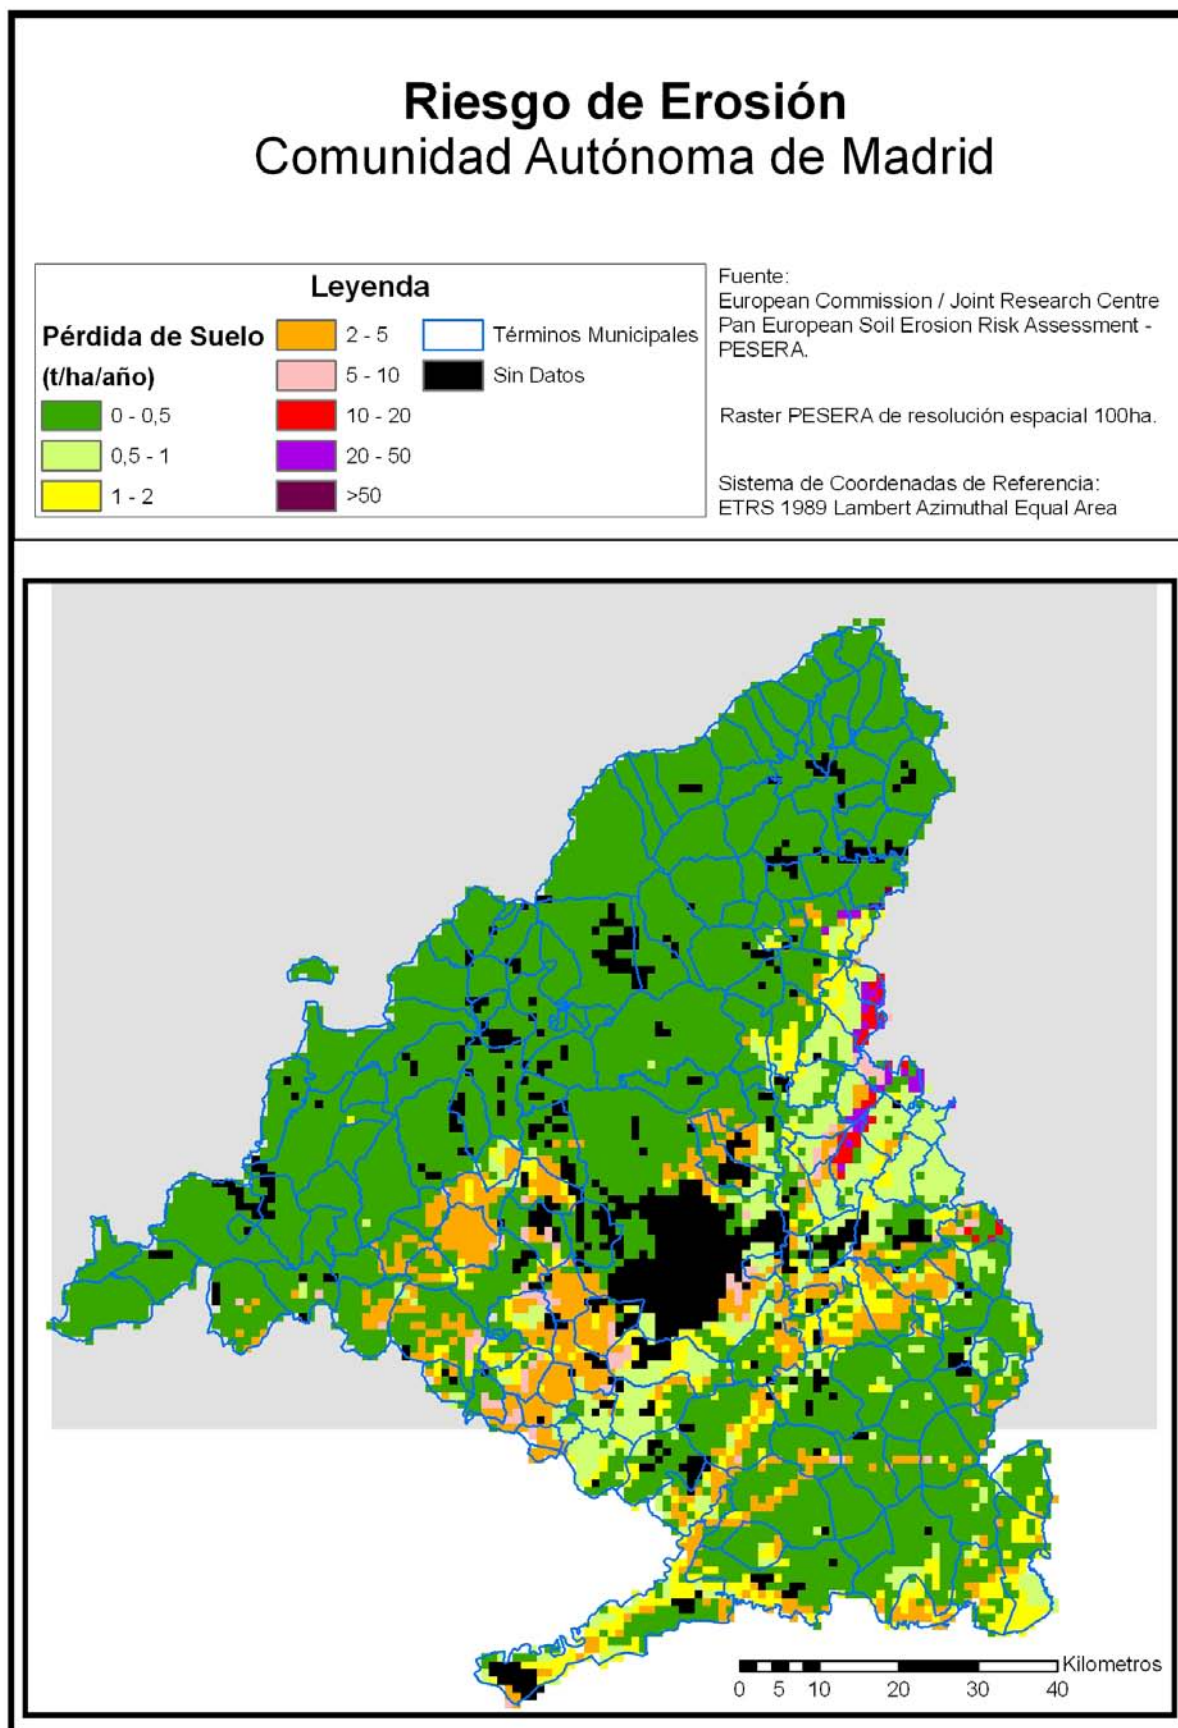 Riesgo de Erosión
Comunidad Autónoma de Madrid
Leyenda
Pérdida de Suelo
(t/ha/año)
0 - 0,5
0,5 - 1
1 - 2
2 - 5
5 - 10
10 - 20
20 - 50
>50
Términos Municipales
Sin Datos
Fuente:
European Commission / Joint Research Centre
Pan European Soil Erosion Risk Assessment -
PESERA.
Raster PESERA de resolución espacial 100ha.
Sistema de Coordenadas de Referencia:
ETRS 1989 Lambert Azimuthal Equal Area
Kilometros
0 5 10 20 30 40